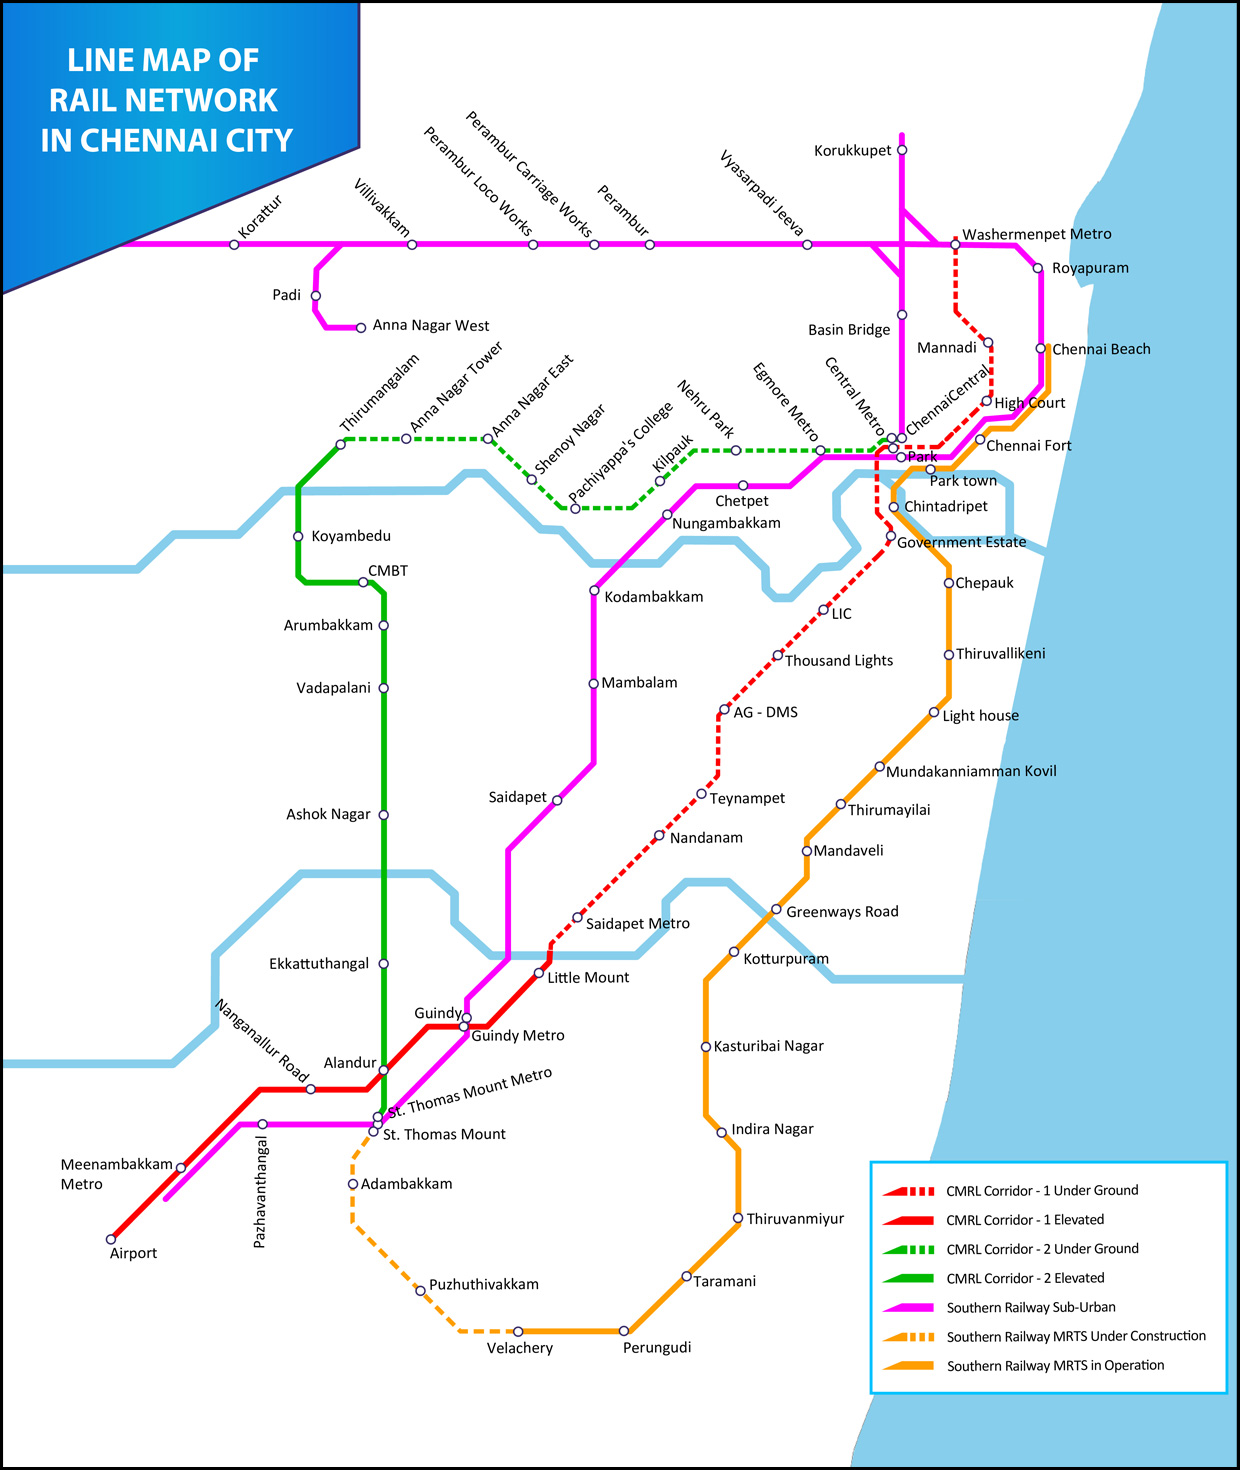 LINE MAP OF
RAIL NETWORK
IN CHENNAI CITY
Korattur
Villivakkam
Perambur Loco Works
Perambur Carriage Works
Perambur
Vyasarpadi Jeeva
Korukkupet
Washermenpet Metro
Royapuram
Padi
Anna Nagar West
Basin Bridge
Mannadi
Chennai Beach
Thirumangalam
Anna Nagar Tower
Anna Nagar East
Shenoy Nagar
Pachiyappa's College
Kilpauk
Nehru Park
Egmore Metro
Central Metro
ChennaiCentral
High Court
Chennai Fort
Park
Park town
Chetpet
Nungambakkam
Chintadripet
Government Estate
Koyambedu
CMBT
Kodambakkam
Chepauk
Arumbakkam
LIC
Thousand Lights
Thiruvallikeni
Vadapalani
Mambalam
AG - DMS
Light house
Mundakanniamman Kovil
Saidapet
Teynampet
Thirumayilai
Ashok Nagar
Nandanam
Mandaveli
Saidapet Metro
Greenways Road
Ekkattuthangal
Little Mount
Kotturpuram
Guindy
Guindy Metro
Nanganallur Road
Alandur
Kasturibai Nagar
St. Thomas Mount Metro
St. Thomas Mount
Indira Nagar
Meenambakkam
Metro
Pazhavanthangal
Adambakkam
Thiruvanmiyur
Airport
Puzhuthivakkam
Taramani
Velachery
Perungudi
CMRL Corridor - 1 Under Ground
CMRL Corridor - 1 Elevated
CMRL Corridor - 2 Under Ground
CMRL Corridor - 2 Elevated
Southern Railway Sub-Urban
Southern Railway MRTS Under Construction
Southern Railway MRTS in Operation